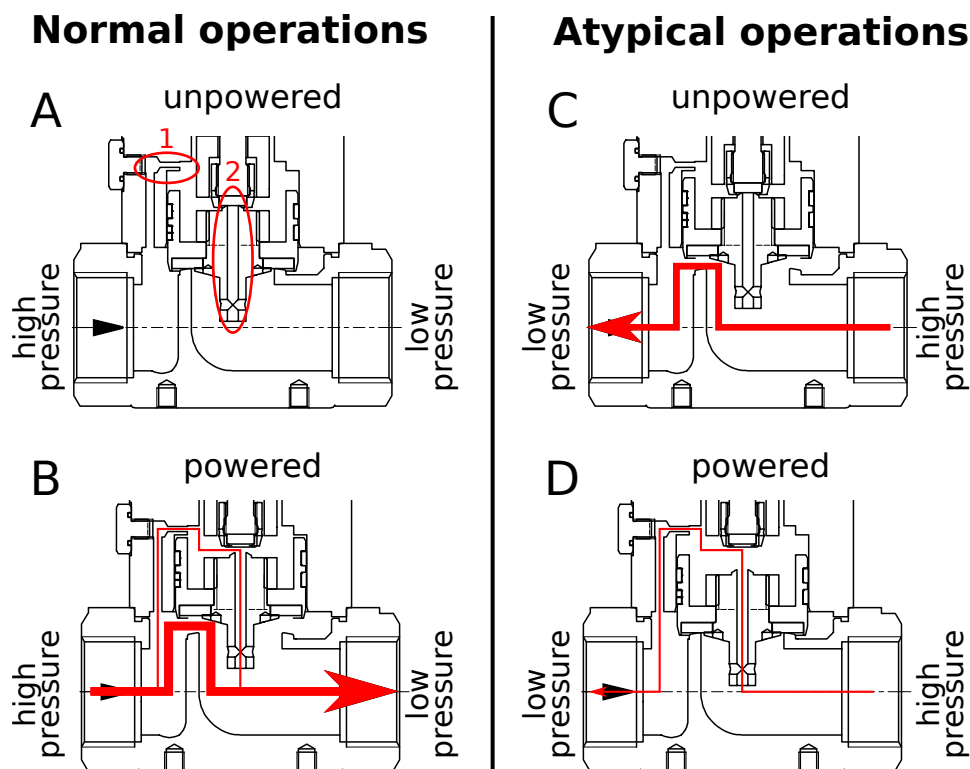 Normal operations
Atypical operations
A
unpowered
1
2
high
pressure
low
pressure
C
unpowered
low
pressure
high
pressure
B
powered
high
pressure
low
pressure
D
powered
low
pressure
high
pressure